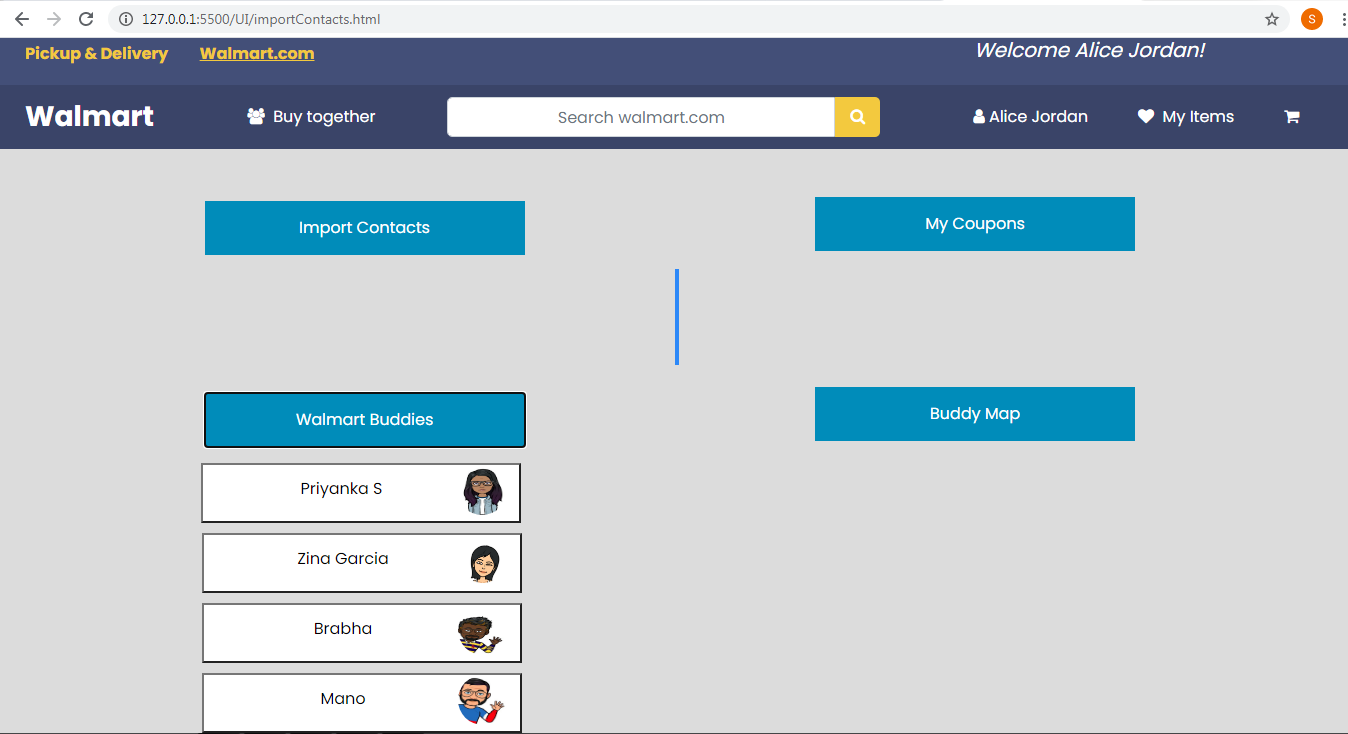 127.0.0.1:5500/UI/importContacts.html
S
Pickup & Delivery Walmart.com Welcome Alice Jordan!
Walmart Buy together Search walmart.com Alice Jordan My Items
Import Contacts My Coupons
Walmart Buddies Buddy Map
Priyanka S
Zina Garcia
Brabha
Mano